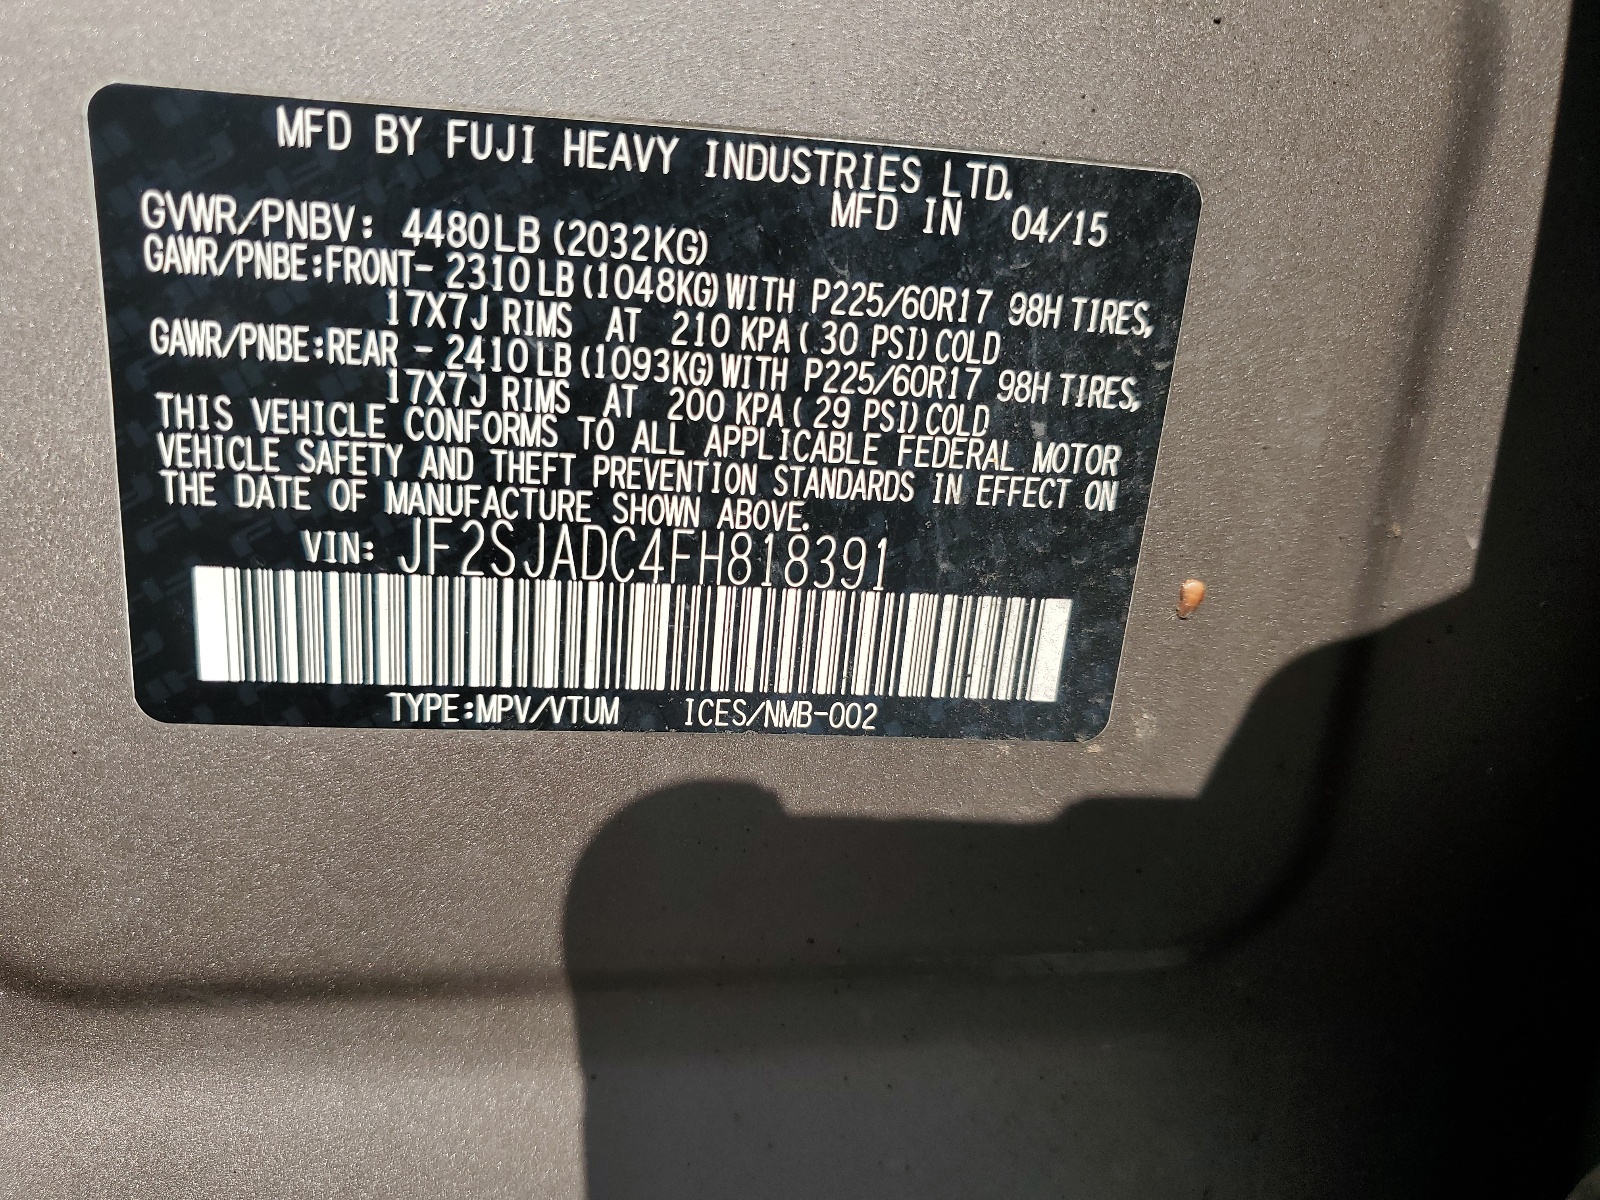 MFD BY FUJI HEAVY INDUSTRIES LTD.
MFD IN 04/15
GVWR/PNBV: 4480LB (2032KG)
GAWR/PNBE:FRONT- 2310 LB (1048KG) WITH P225/60R17 98H TIRES,
17X7J RIMS AT 210 KPA ( 30 PSI) COLD
GAWR/PNBE:REAR - 2410 LB (1093KG) WITH P225/60R17 98H TIRES,
17X7J RIMS AT 200 KPA ( 29 PSI) COLD
THIS VEHICLE CONFORMS TO ALL APPLICABLE FEDERAL MOTOR
VEHICLE SAFETY AND THEFT PREVENTION STANDARDS IN EFFECT ON
THE DATE OF MANUFACTURE SHOWN ABOVE.
VIN: JF2SJADC4FH818391
TYPE:MPV/VTUM ICES/NMB-002